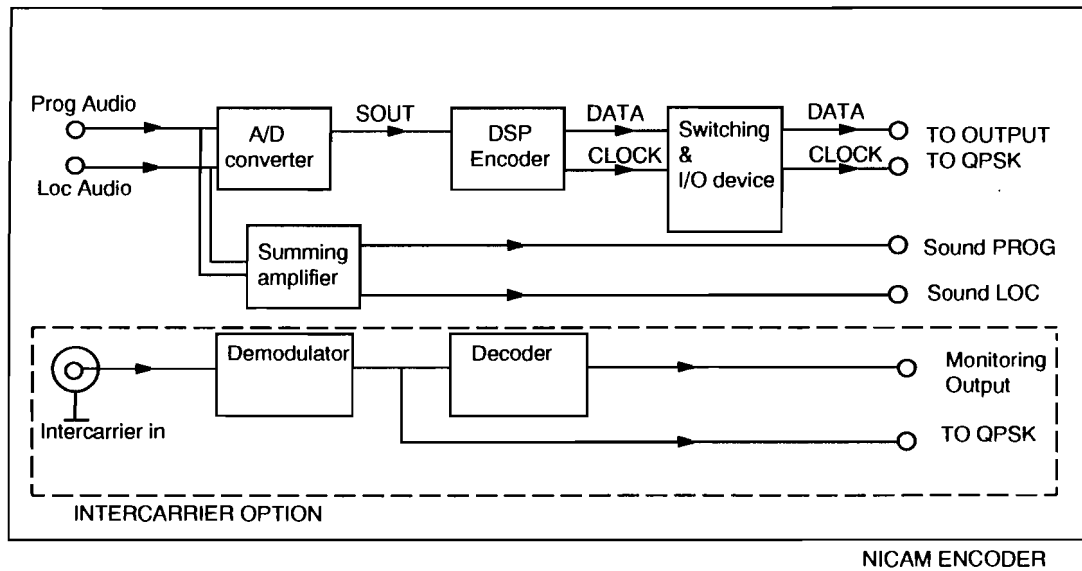 Prog Audio
Loc Audio
A/D
converter
SOUT
DSP
Encoder
DATA
CLOCK
Switching
&
I/O device
DATA
CLOCK
TO OUTPUT
TO QPSK
Summing
amplifier
Sound PROG
Sound LOC
Intercarrier in
Demodulator
Decoder
Monitoring
Output
TO QPSK
INTERCARRIER OPTION
NICAM ENCODER